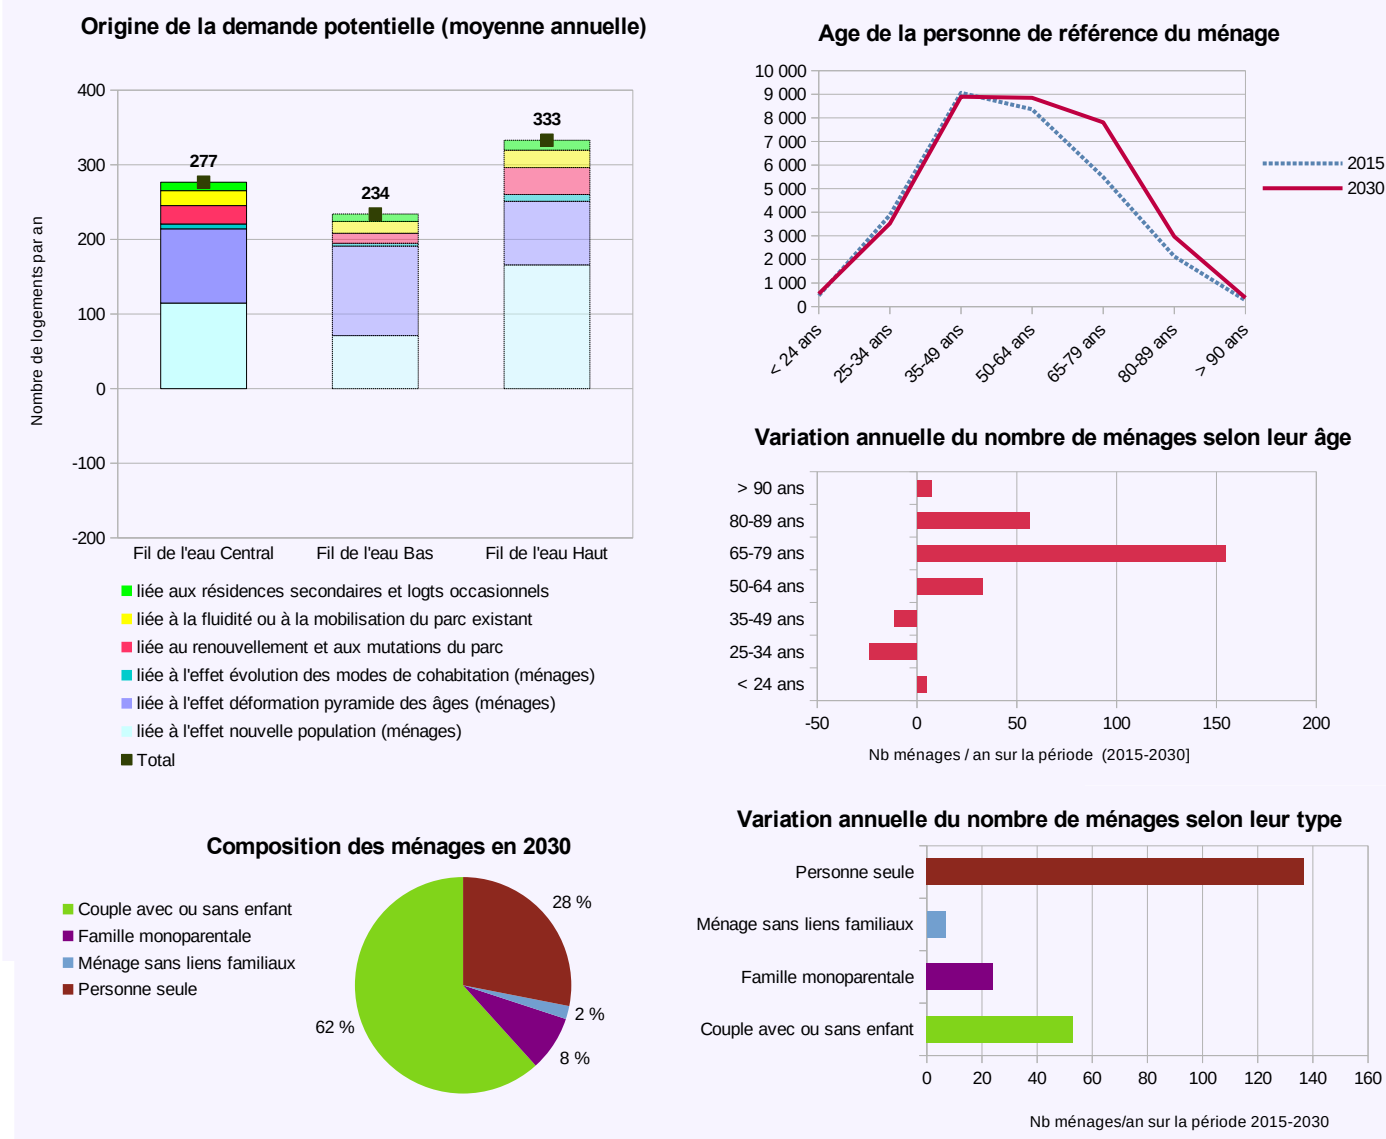 Origine de la demande potentielle (moyenne annuelle)
Nombre de logements par an
400
300
200
100
0
-100
-200
277
234
333
Fil de l'eau Central
Fil de l'eau Bas
Fil de l'eau Haut
liée aux résidences secondaires et logts occasionnels
liée à la fluidité ou à la mobilisation du parc existant
liée au renouvellement et aux mutations du parc
liée à l'effet évolution des modes de cohabitation (ménages)
liée à l'effet déformation pyramide des âges (ménages)
liée à l'effet nouvelle population (ménages)
Total
Age de la personne de référence du ménage
10 000
9 000
8 000
7 000
6 000
5 000
4 000
3 000
2 000
1 000
0
< 24 ans
25-34 ans
35-49 ans
50-64 ans
65-79 ans
80-89 ans
> 90 ans
2015
2030
Variation annuelle du nombre de ménages selon leur âge
> 90 ans
80-89 ans
65-79 ans
50-64 ans
35-49 ans
25-34 ans
< 24 ans
-50 0 50 100 150 200
Nb ménages / an sur la période (2015-2030]
Composition des ménages en 2030
Couple avec ou sans enfant
Famille monoparentale
Ménage sans liens familiaux
Personne seule
28 %
2 %
8 %
62 %
Variation annuelle du nombre de ménages selon leur type
Personne seule
Ménage sans liens familiaux
Famille monoparentale
Couple avec ou sans enfant
0 20 40 60 80 100 120 140 160
Nb ménages/an sur la période 2015-2030